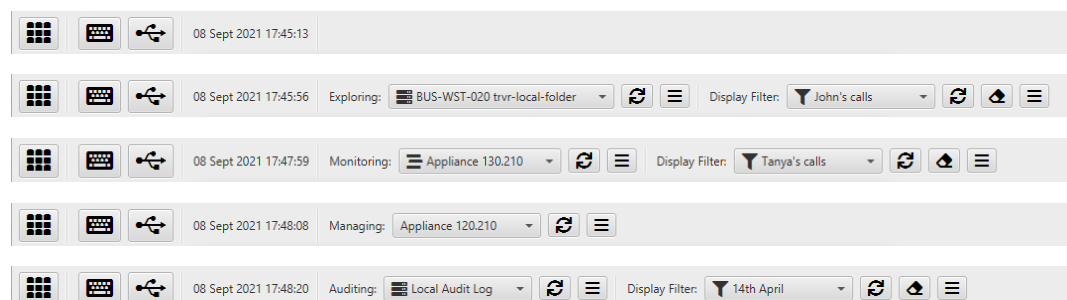 08 Sept 2021 17:45:13
08 Sept 2021 17:45:56 Exploring: BUS-WST-020 trvr-local-folder Display Filter: John's calls
08 Sept 2021 17:47:59 Monitoring: Appliance 130.210 Display Filter: Tanya's calls
08 Sept 2021 17:48:08 Managing: Appliance 120.210
08 Sept 2021 17:48:20 Auditing: Local Audit Log Display Filter: 14th April